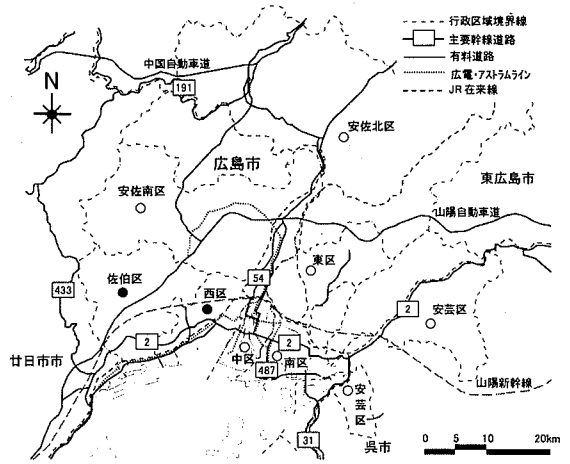 行政区域境界線
主要幹線道路
有料道路
広電・アストラムライン
JR在来線
中国自動車道
N
191
安佐北区
広島市
東広島市
安佐南区
山陽自動車道
東区
54
佐伯区
433
西区
2
安芸区
2
2
廿日市市
中区
南区
487
山陽新幹線
安芸区
呉市
31
0 5 10 20km